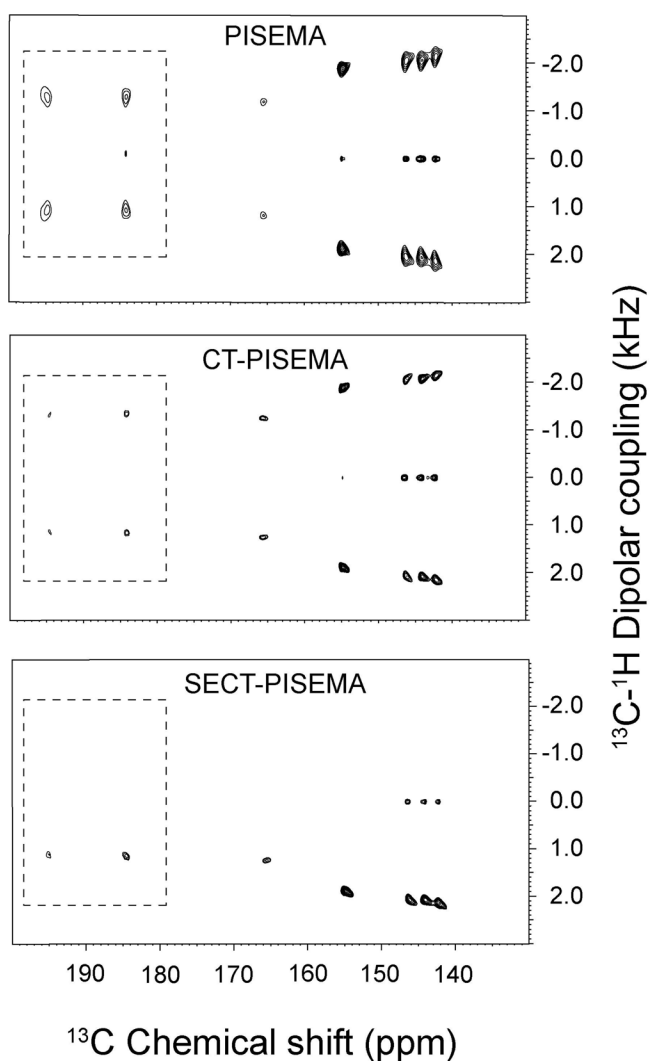 PISEMA
-2.0
-1.0
0.0
1.0
2.0
CT-PISEMA
-2.0
-1.0
0.0
1.0
2.0
SECT-PISEMA
-2.0
-1.0
0.0
1.0
2.0
¹³C-¹H Dipolar coupling (kHz)
190 180 170 160 150 140
¹³C Chemical shift (ppm)